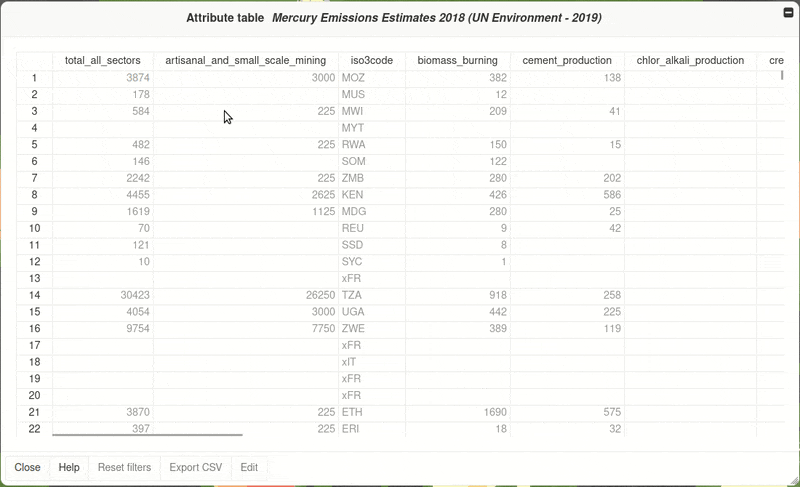 Attribute table Mercury Emissions Estimates 2018 (UN Environment - 2019)
total_all_sectors artisanal_and_small_scale_mining iso3code biomass_burning cement_production chlor_alkali_production cre
1 3874 3000 MOZ 382 138
2 178 MUS 12
3 584 225 MWI 209 41
4 MYT
5 482 225 RWA 150 15
6 146 SOM 122
7 2242 225 ZMB 280 202
8 4455 2625 KEN 426 586
9 1619 1125 MDG 280 25
10 70 REU 9 42
11 121 SSD 8
12 10 SYC 1
13 xFR
14 30423 26250 TZA 918 258
15 4054 3000 UGA 442 225
16 9754 7750 ZWE 389 119
17 xFR
18 xIT
19 xFR
20 xFR
21 3870 225 ETH 1690 575
22 397 225 ERI 18 32
Close Help Reset filters Export CSV Edit